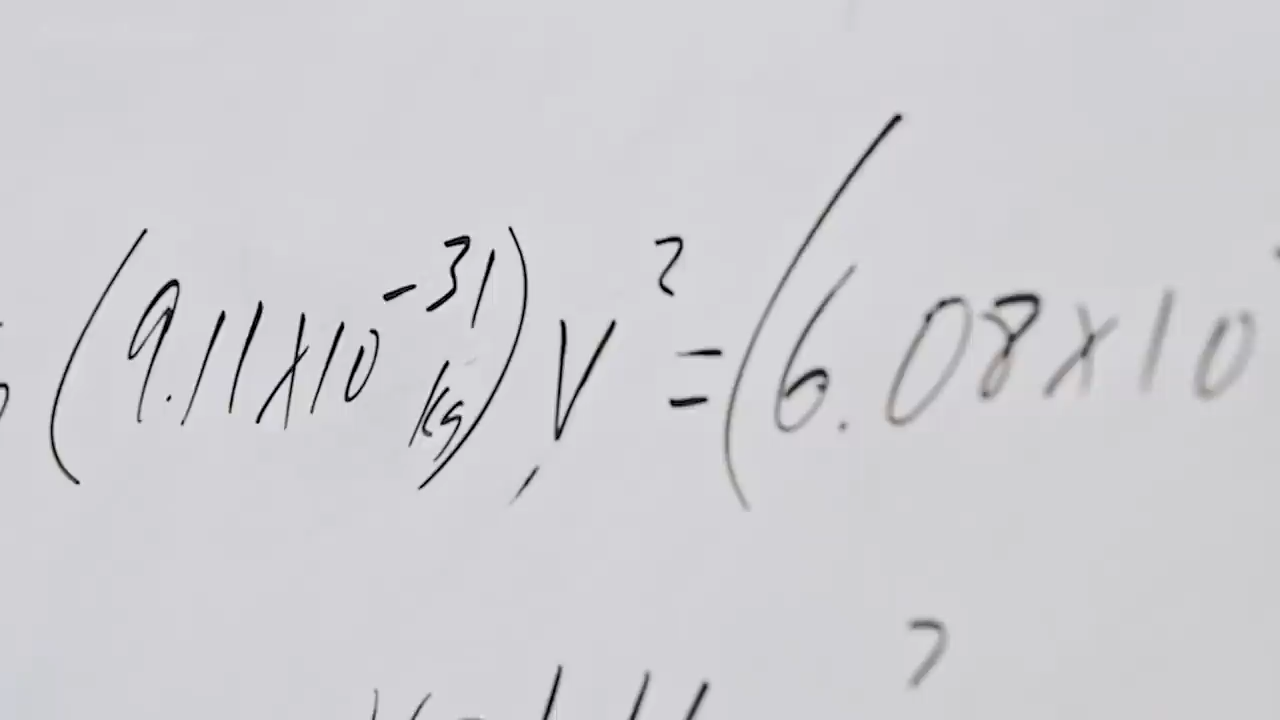 (9.11x10^-31 kg) V^2 = (6.08x10